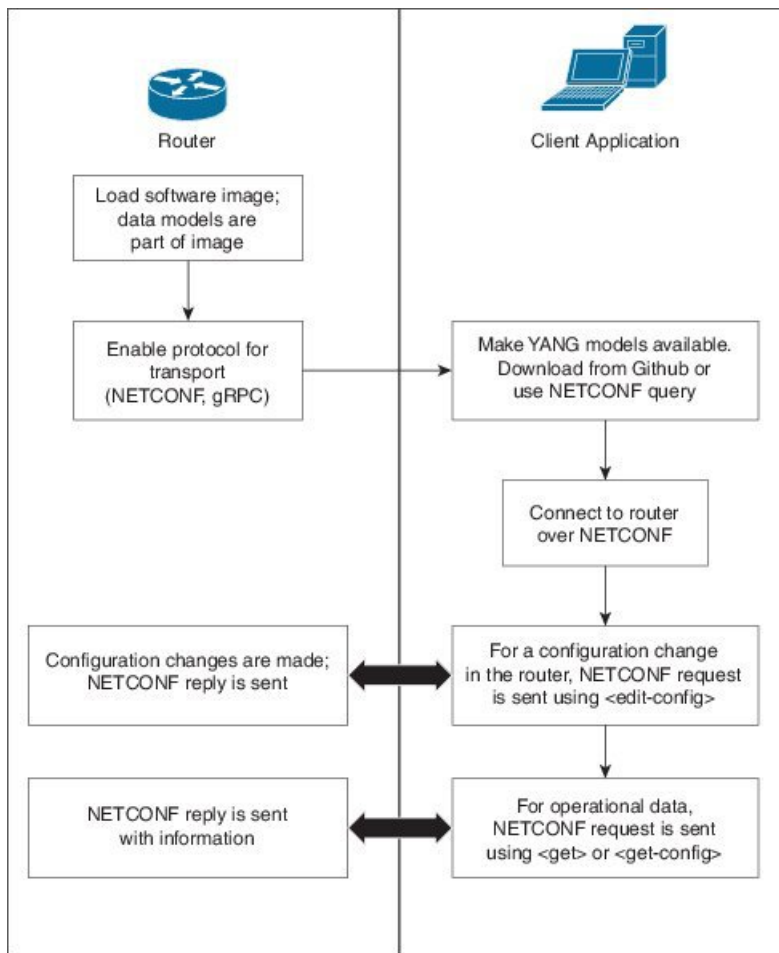 Router
Client Application
Load software image;
data models are
part of image
Enable protocol for
transport
(NETCONF, gRPC)
Make YANG models available.
Download from Github or
use NETCONF query
Connect to router
over NETCONF
Configuration changes are made;
NETCONF reply is sent
For a configuration change
in the router, NETCONF request
is sent using <edit-config>
NETCONF reply is sent
with information
For operational data,
NETCONF request is sent
using <get> or <get-config>